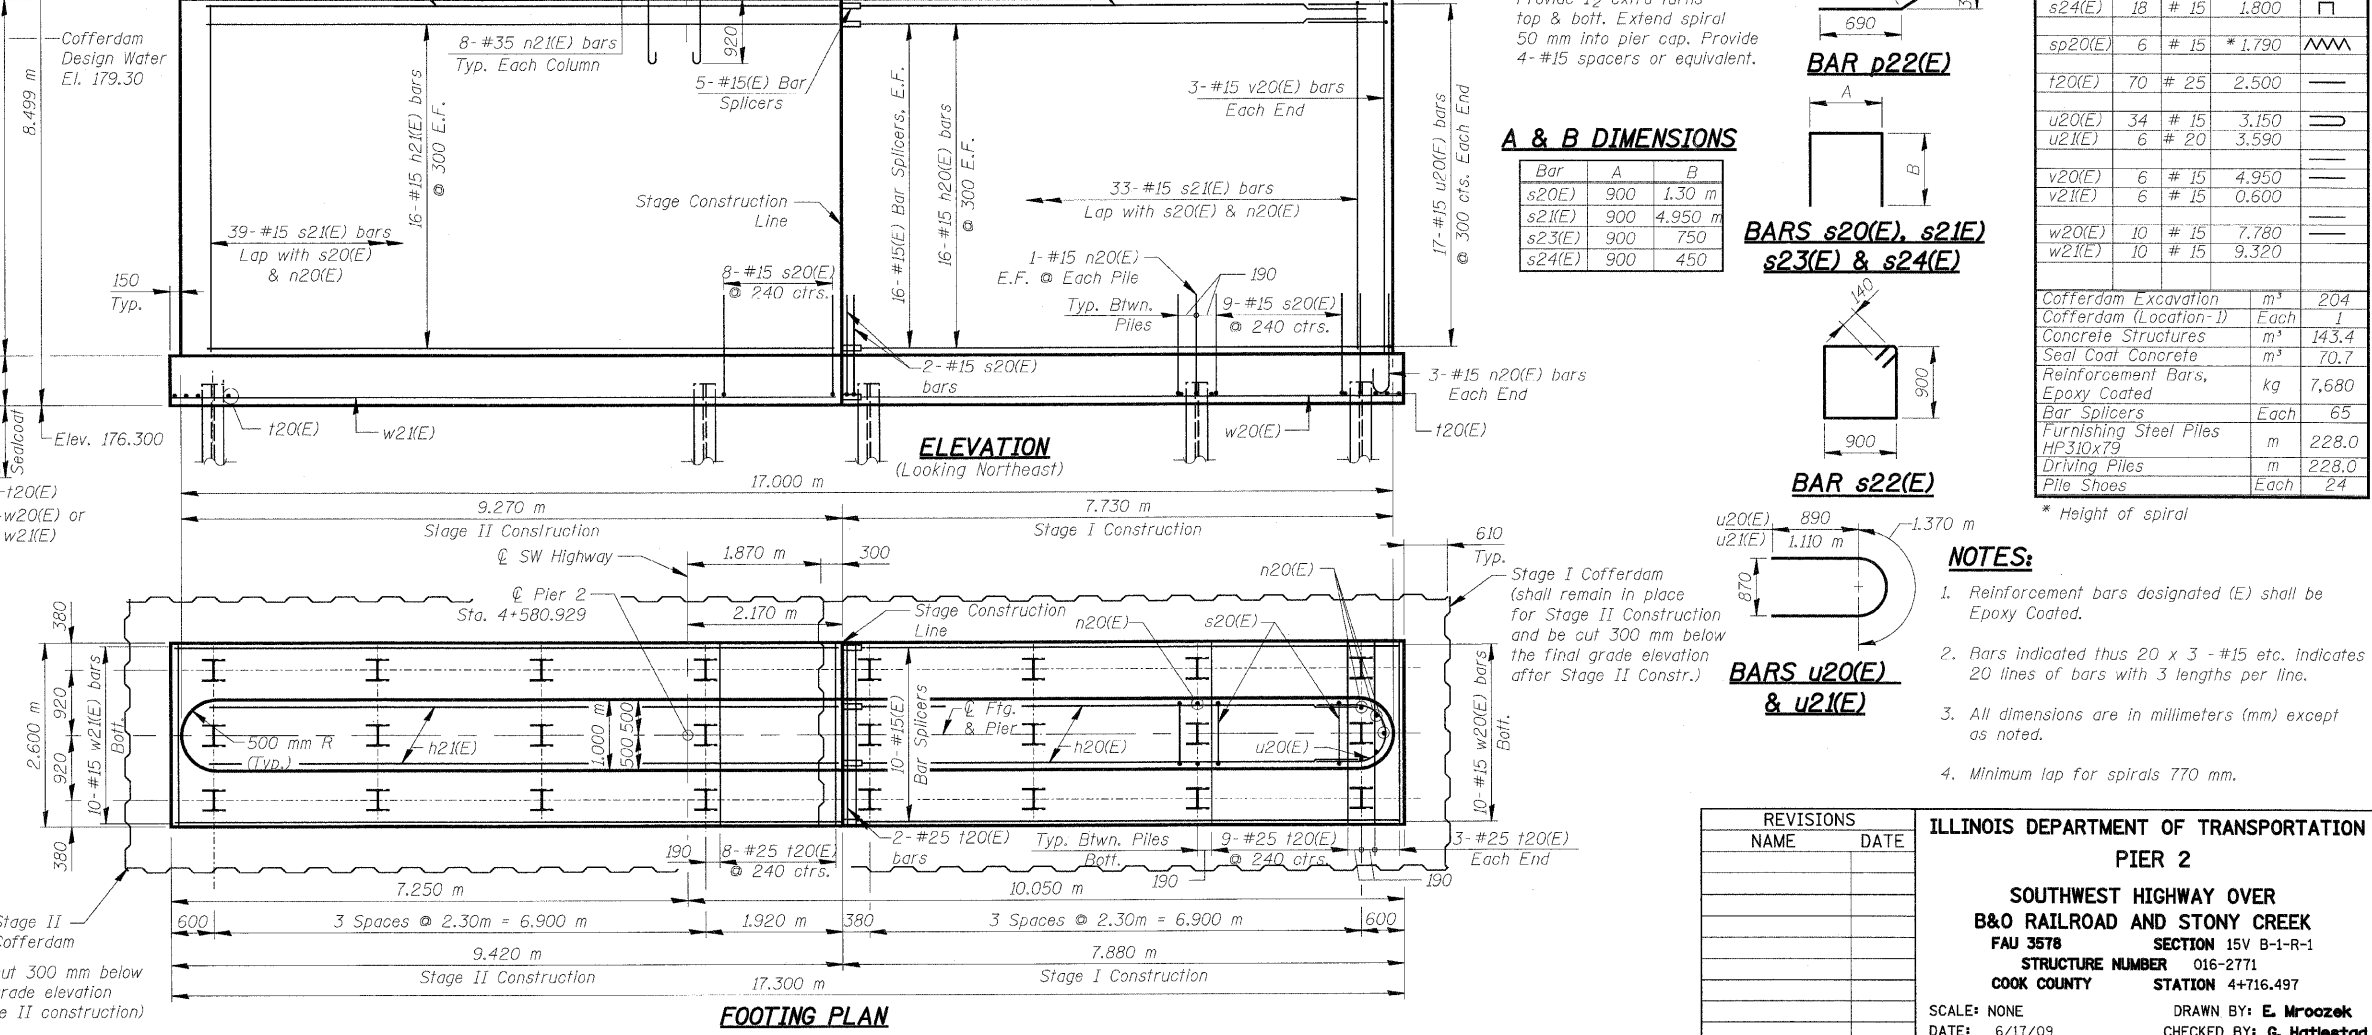 Cofferdam
Design Water
El. 179.30
8.499 m
8-#35 n21(E) bars
Typ. Each Column
920
5-#15(E) Bar
Splicers
16-#15 h21(E) bars
@ 300 E.F.
16-#15(E) Bar Splicers, E.F.
16-#15 h20(E) bars
@ 300 E.F.
3-#15 v20(E) bars
Each End
17-#15 u20(E) bars
@ 300 cts. Each End
Stage Construction
Line
33-#15 s21(E) bars
Lap with s20(E) & n20(E)
39-#15 s21(E) bars
Lap with s20(E)
& n20(E)
150
Typ.
8-#15 s20(E)
@ 240 ctrs.
1-#15 n20(E)
E.F. @ Each Pile
190
Typ. Btwn.
Piles
9-#15 s20(E)
@ 240 ctrs.
2-#15 s20(E)
bars
3-#15 n20(E) bars
Each End
Elev. 176.300
Sealcoat
t20(E)
w21(E)
w20(E)
t20(E)
t20(E)
w20(E) or
w21(E)
ELEVATION
(Looking Northeast)
17.000 m
9.270 m
Stage II Construction
7.730 m
Stage I Construction
℄ SW Highway
1.870 m
300
610
Typ.
℄ Pier 2
Sta. 4+580.929
2.170 m
Stage Construction
Line
n20(E)
n20(E)
s20(E)
Stage I Cofferdam
(shall remain in place
for Stage II Construction
and be cut 300 mm below
the final grade elevation
after Stage II Constr.)
380
920
920
380
2.600 m
10-#15 w21(E) bars
Bott.
500 mm R
(Typ.)
h21(E)
1.000 m
500 500
10-#15(E)
Bar Splicers
℄ Ftg.
& Pier
h20(E)
u20(E)
10-#15 w20(E) bars
Bott.
190
8-#25 t20(E)
@ 240 ctrs.
2-#25 t20(E)
bars
Typ. Btwn. Piles
Bott.
190
9-#25 t20(E)
@ 240 ctrs.
190
3-#25 t20(E)
Each End
7.250 m
10.050 m
600
3 Spaces @ 2.30m = 6.900 m
1.920 m
380
3 Spaces @ 2.30m = 6.900 m
600
9.420 m
Stage II Construction
7.880 m
Stage I Construction
17.300 m
FOOTING PLAN
Stage II
Cofferdam
cut 300 mm below
grade elevation
II construction)
top & bott. Extend spiral
50 mm into pier cap. Provide
4-#15 spacers or equivalent.
690
BAR p22(E)
A & B DIMENSIONS
Bar A B
s20(E) 900 1.30 m
s21(E) 900 4.950 m
s23(E) 900 750
s24(E) 900 450
A
B
BARS s20(E), s21E)
s23(E) & s24(E)
140
900
900
BAR s22(E)
u20(E) 890
u21(E) 1.110 m
1.370 m
870
BARS u20(E)
& u21(E)
s24(E) 18 # 15 1.800
sp20(E) 6 # 15 * 1.790
t20(E) 70 # 25 2.500
u20(E) 34 # 15 3.150
u21(E) 6 # 20 3.590
v20(E) 6 # 15 4.950
v21(E) 6 # 15 0.600
w20(E) 10 # 15 7.780
w21(E) 10 # 15 9.320
Cofferdam Excavation m³ 204
Cofferdam (Location-1) Each 1
Concrete Structures m³ 143.4
Seal Coat Concrete m³ 70.7
Reinforcement Bars,
Epoxy Coated kg 7,680
Bar Splicers Each 65
Furnishing Steel Piles
HP310x79 m 228.0
Driving Piles m 228.0
Pile Shoes Each 24
* Height of spiral
NOTES:
1. Reinforcement bars designated (E) shall be
Epoxy Coated.
2. Bars indicated thus 20 x 3 - #15 etc. indicates
20 lines of bars with 3 lengths per line.
3. All dimensions are in millimeters (mm) except
as noted.
4. Minimum lap for spirals 770 mm.
REVISIONS
NAME DATE
ILLINOIS DEPARTMENT OF TRANSPORTATION
PIER 2
SOUTHWEST HIGHWAY OVER
B&O RAILROAD AND STONY CREEK
FAU 3578 SECTION 15V B-1-R-1
STRUCTURE NUMBER 016-2771
COOK COUNTY STATION 4+716.497
SCALE: NONE DRAWN BY: E. Mroozek
DATE: 6/17/09 CHECKED BY: G. Hatlestad